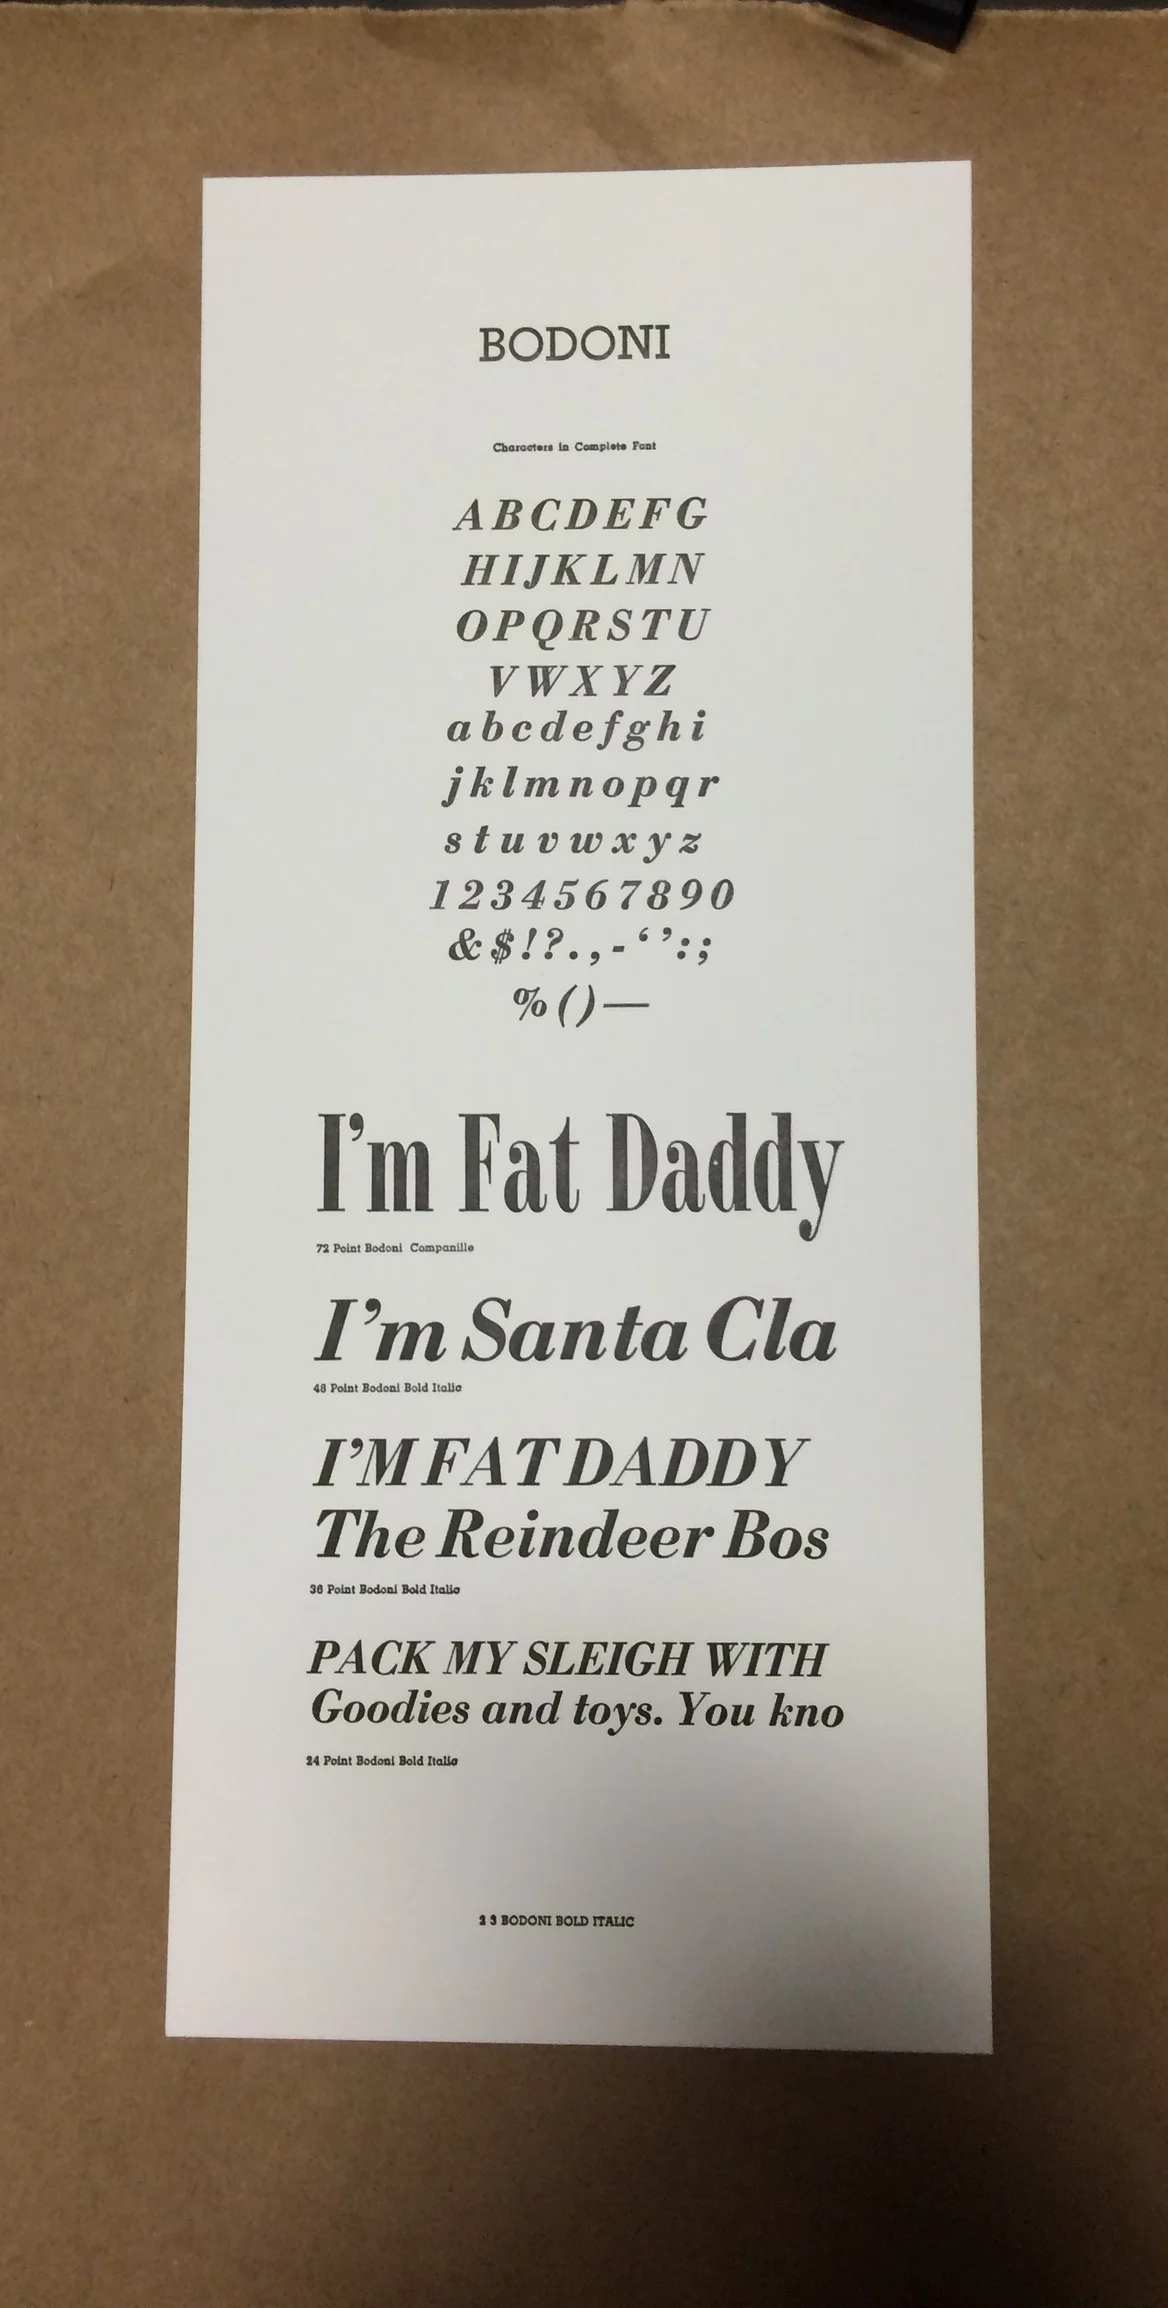 BODONI
Characters in Complete Font
ABCDEFG
HIJKLMN
OPQRSTU
VWXYZ
abcdefghi
jklmnopqr
stuvwxyz
1234567890
&$!?.,-‘’:;
%()—
I’m Fat Daddy
72 Point Bodoni Companille
I’m Santa Cla
48 Point Bodoni Bold Italic
I’M FAT DADDY
The Reindeer Bos
36 Point Bodoni Bold Italic
PACK MY SLEIGH WITH
Goodies and toys. You kno
24 Point Bodoni Bold Italic
2 3 BODONI BOLD ITALIC